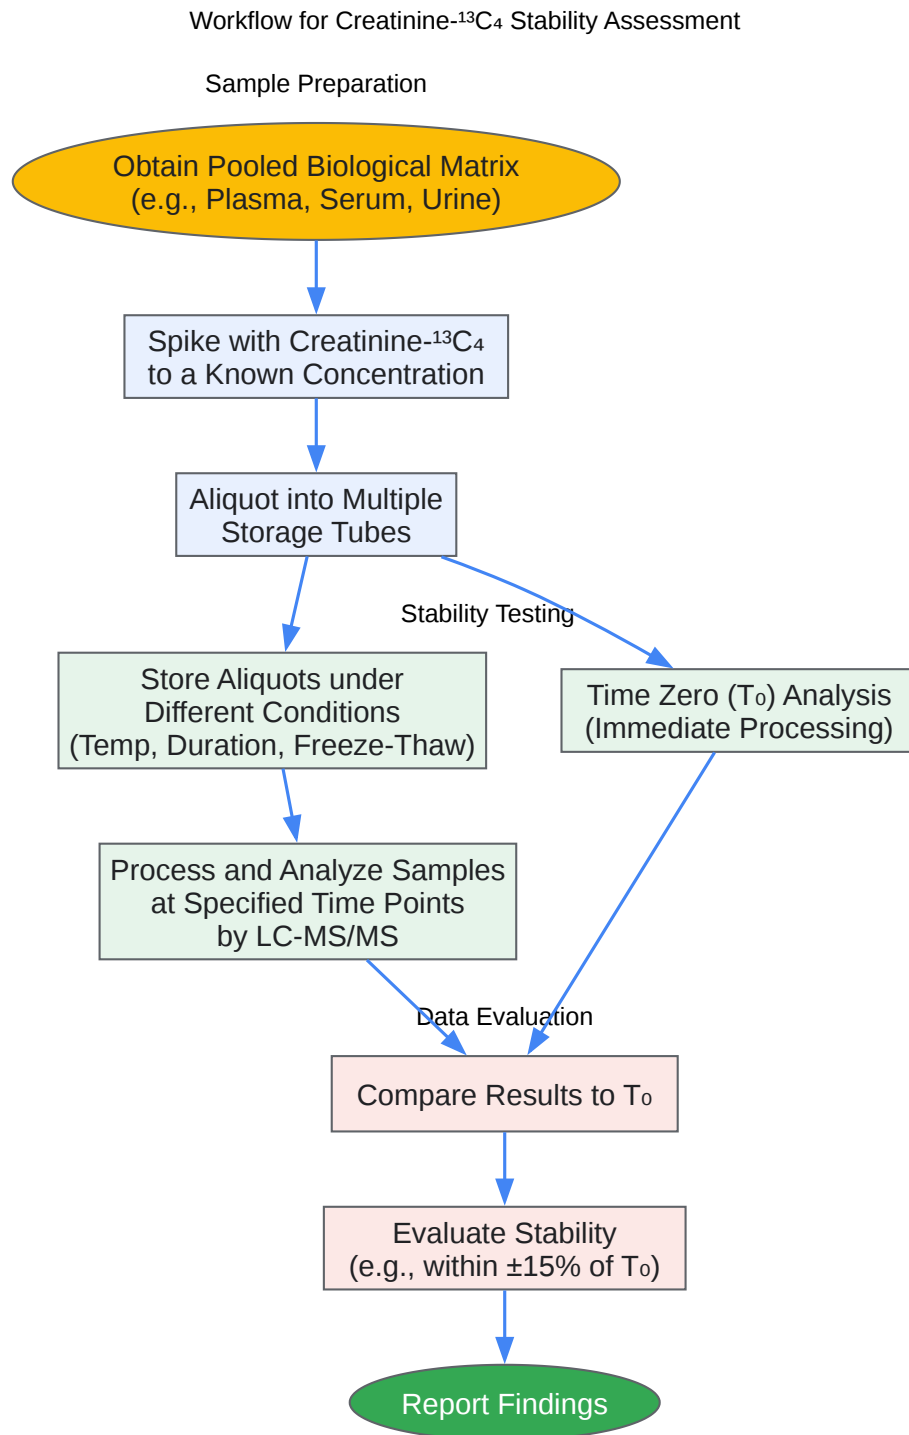 Workflow for Creatinine-¹³C₄ Stability Assessment
Sample Preparation
Obtain Pooled Biological Matrix
(e.g., Plasma, Serum, Urine)
Spike with Creatinine-¹³C₄
to a Known Concentration
Aliquot into Multiple
Storage Tubes
Stability Testing
Store Aliquots under
Different Conditions
(Temp, Duration, Freeze-Thaw)
Time Zero (T₀) Analysis
(Immediate Processing)
Process and Analyze Samples
at Specified Time Points
by LC-MS/MS
Data Evaluation
Compare Results to T₀
Evaluate Stability
(e.g., within ±15% of T₀)
Report Findings